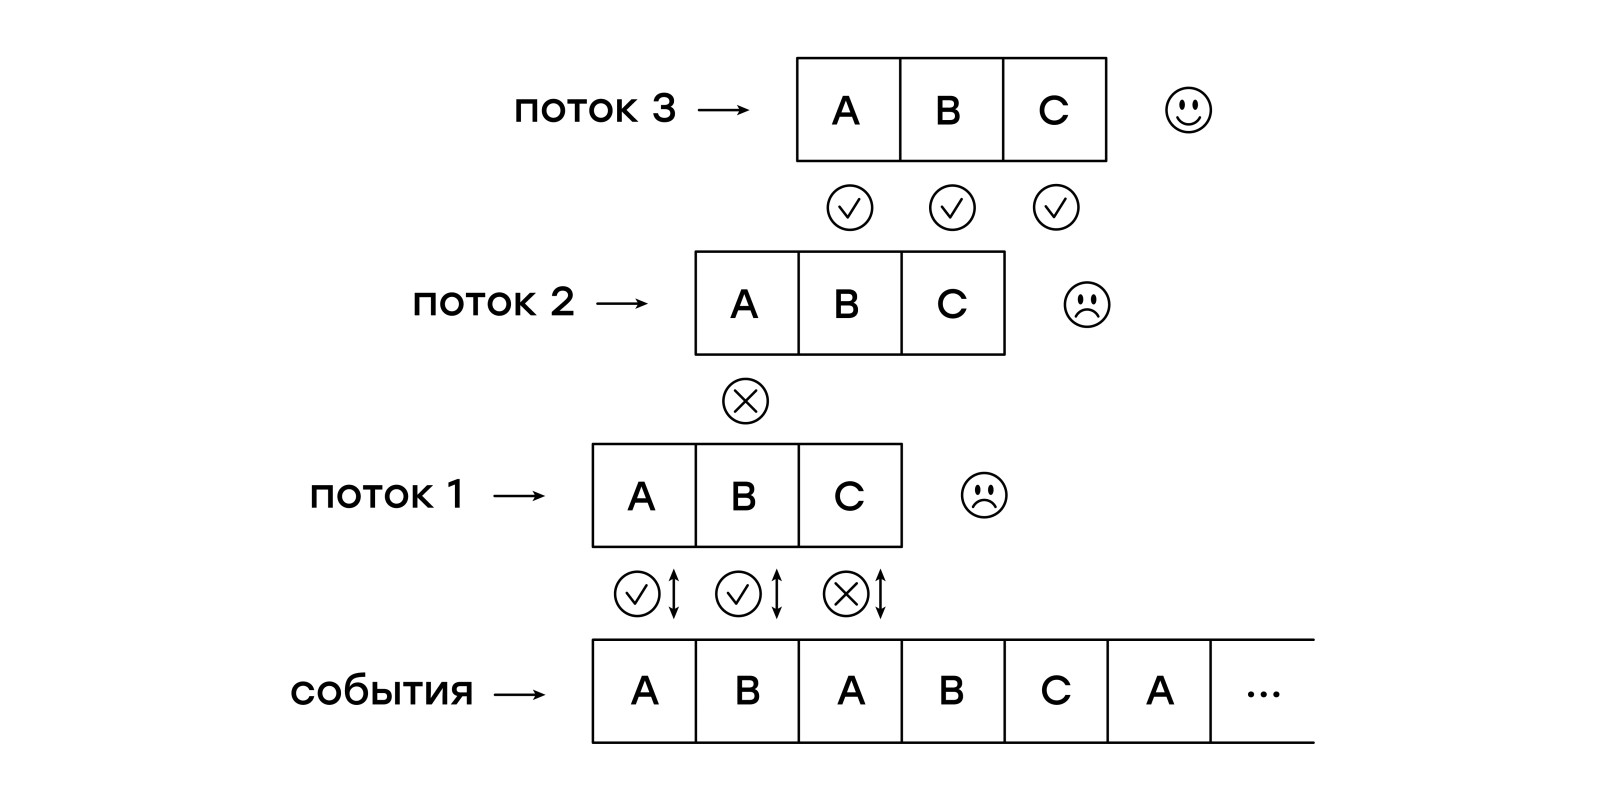 поток 3 A B C
поток 2 A B C
поток 1 A B C
события A B A B C A ...